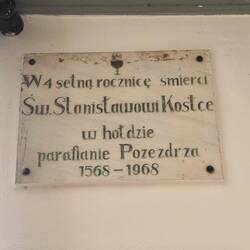 W 4 setną rocznicę śmierci
Św. Stanisławowi Kostce
w hołdzie
parafianie Pozezdrza
1568-1968